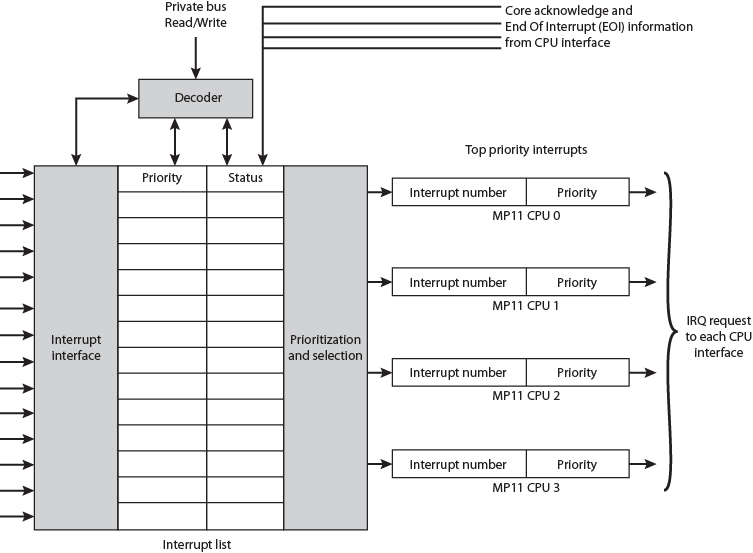 Private bus
Read/Write
Core acknowledge and
End Of Interrupt (EOI) information
from CPU interface
Decoder
Top priority interrupts
Priority
Status
Interrupt number
Priority
MP11 CPU 0
Interrupt number
Priority
MP11 CPU 1
Interrupt
interface
Prioritization
and selection
IRQ request
to each CPU
interface
Interrupt number
Priority
MP11 CPU 2
Interrupt number
Priority
MP11 CPU 3
Interrupt list